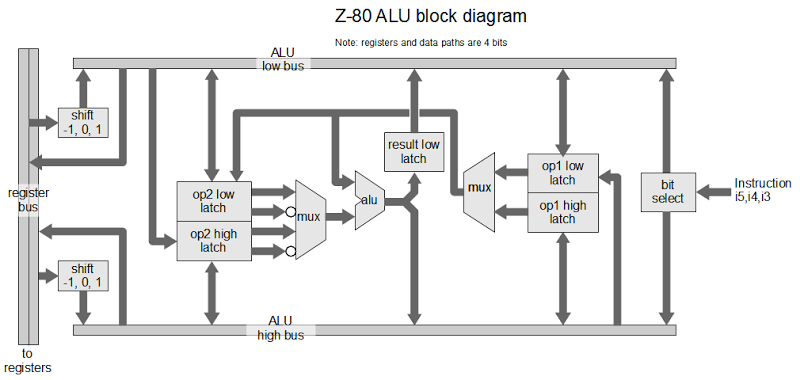 Z-80 ALU block diagram
Note: registers and data paths are 4 bits
ALU
low bus
shift
-1, 0, 1
result low
latch
op1 low
latch
op1 high
latch
mux
bit
select
Instruction
i5,i4,i3
register
bus
op2 low
latch
op2 high
latch
mux
alu
shift
-1, 0, 1
ALU
high bus
to
registers